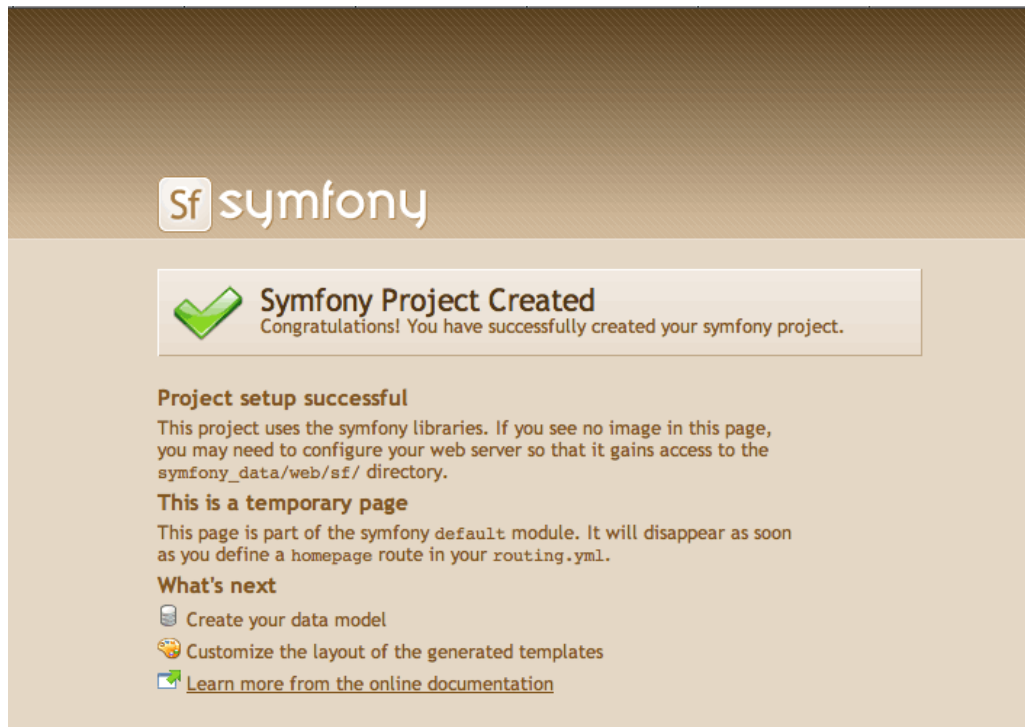 Sf symfony
Symfony Project Created
Congratulations! You have successfully created your symfony project.
Project setup successful
This project uses the symfony libraries. If you see no image in this page,
you may need to configure your web server so that it gains access to the
symfony_data/web/sf/ directory.
This is a temporary page
This page is part of the symfony default module. It will disappear as soon
as you define a homepage route in your routing.yml.
What's next
Create your data model
Customize the layout of the generated templates
Learn more from the online documentation